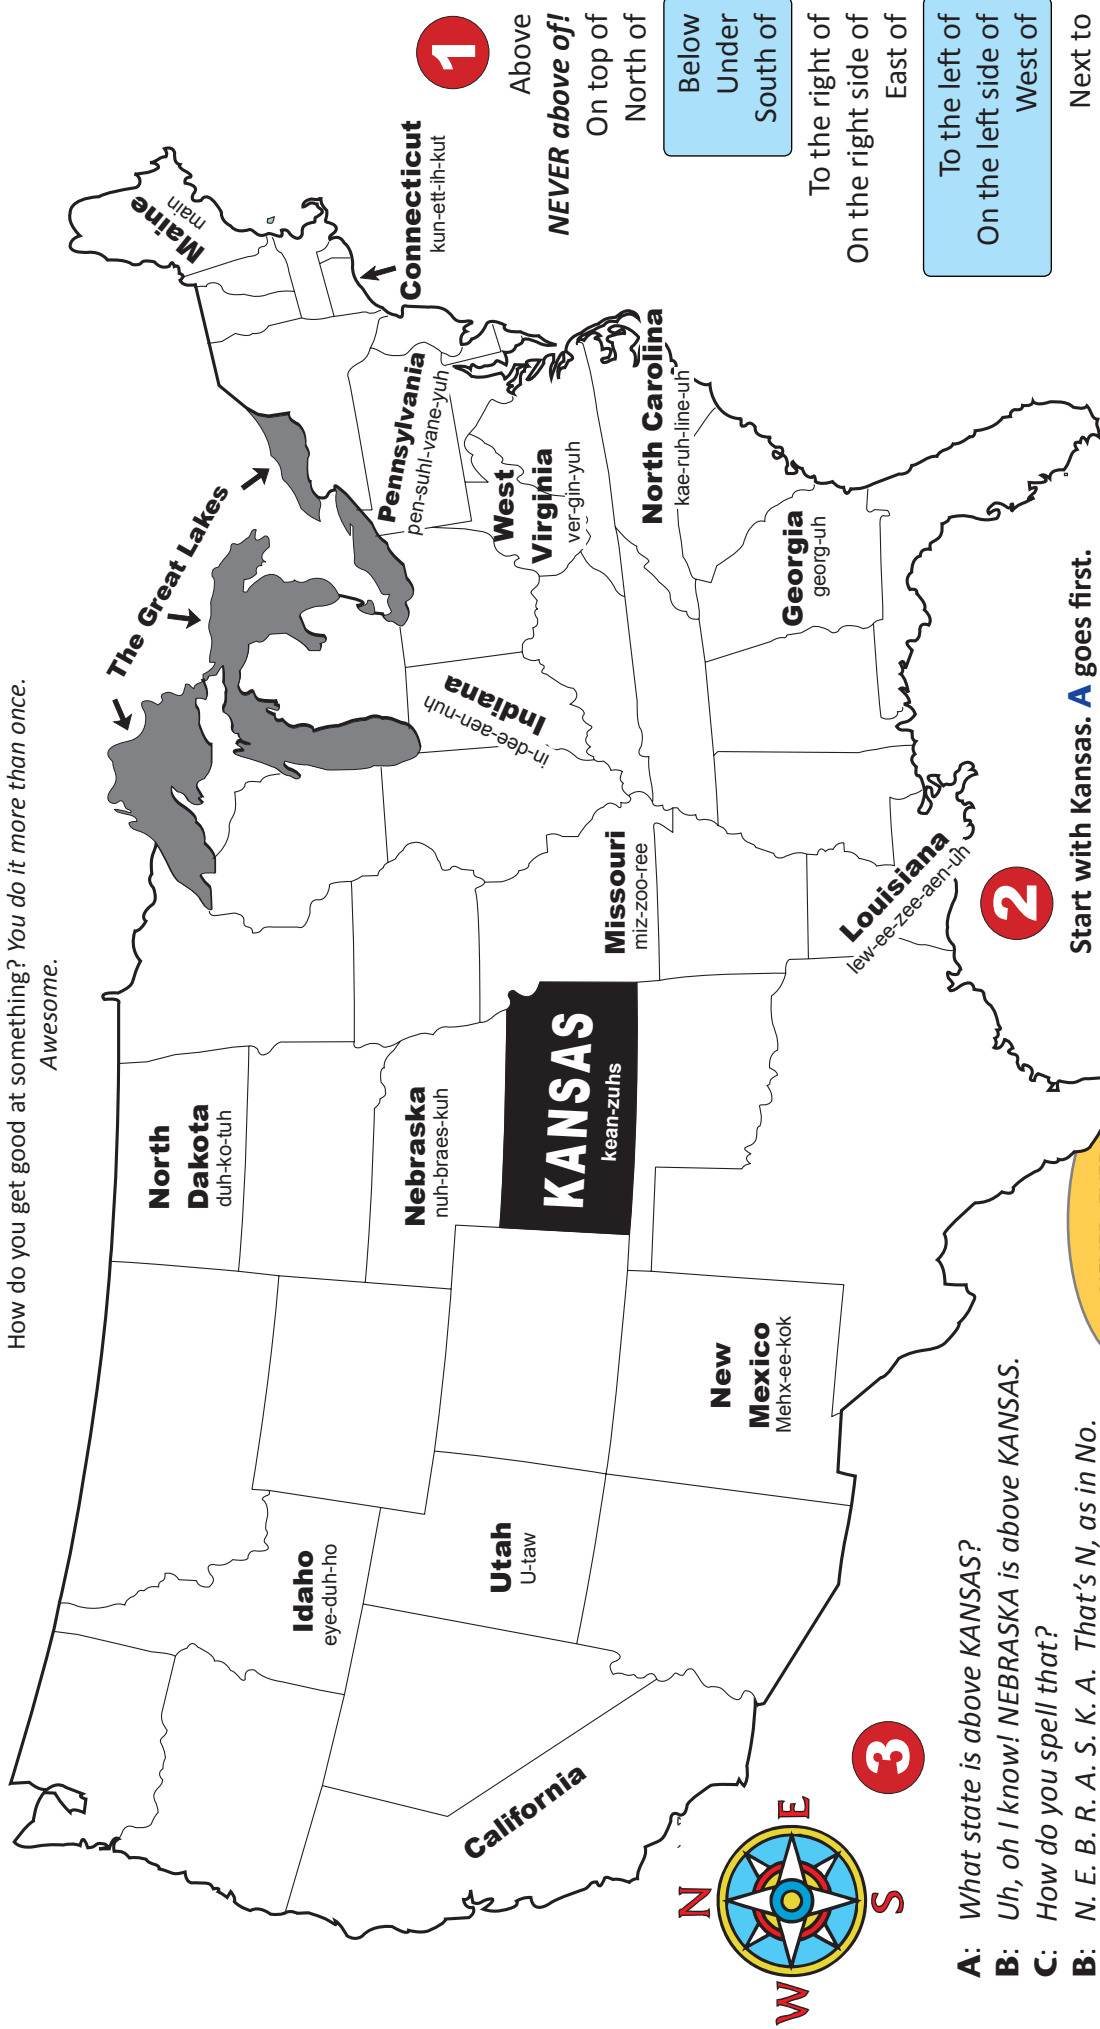 How do you get good at something? You do it more than once.
Awesome.
The Great Lakes
Maine
main
Connecticut
kun-ett-ih-kut
Pennsylvania
pen-suhl-vane-yuh
West
Virginia
ver-gin-yuh
North Carolina
kae-ruh-line-uh
Georgia
georg-uh
Indiana
in-dee-aen-nuh
North
Dakota
duh-ko-tuh
Nebraska
nuh-braes-kuh
KANSAS
kean-zuhs
Missouri
miz-zoo-ree
Louisiana
lew-ee-zee-aen-uh
Idaho
eye-duh-ho
Utah
U-taw
New
Mexico
Mehx-ee-kok
California
N
W
E
S
1
Above
NEVER above of!
On top of
North of
Below
Under
South of
To the right of
On the right side of
East of
To the left of
On the left side of
West of
Next to
2
Start with Kansas. A goes first.
3
A: What state is above KANSAS?
B: Uh, oh I know! NEBRASKA is above KANSAS.
C: How do you spell that?
B: N. E. B. R. A. S. K. A. That's N, as in No.